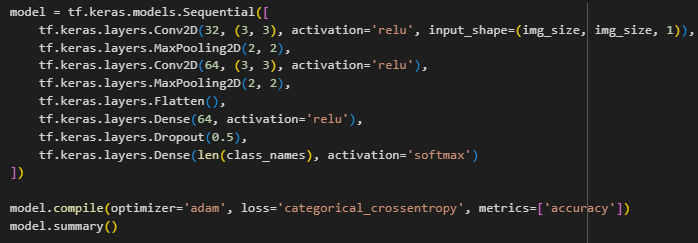 model = tf.keras.models.Sequential([
    tf.keras.layers.Conv2D(32, (3, 3), activation='relu', input_shape=(img_size, img_size, 1)),
    tf.keras.layers.MaxPooling2D(2, 2),
    tf.keras.layers.Conv2D(64, (3, 3), activation='relu'),
    tf.keras.layers.MaxPooling2D(2, 2),
    tf.keras.layers.Flatten(),
    tf.keras.layers.Dense(64, activation='relu'),
    tf.keras.layers.Dropout(0.5),
    tf.keras.layers.Dense(len(class_names), activation='softmax')
])
model.compile(optimizer='adam', loss='categorical_crossentropy', metrics=['accuracy'])
model.summary()